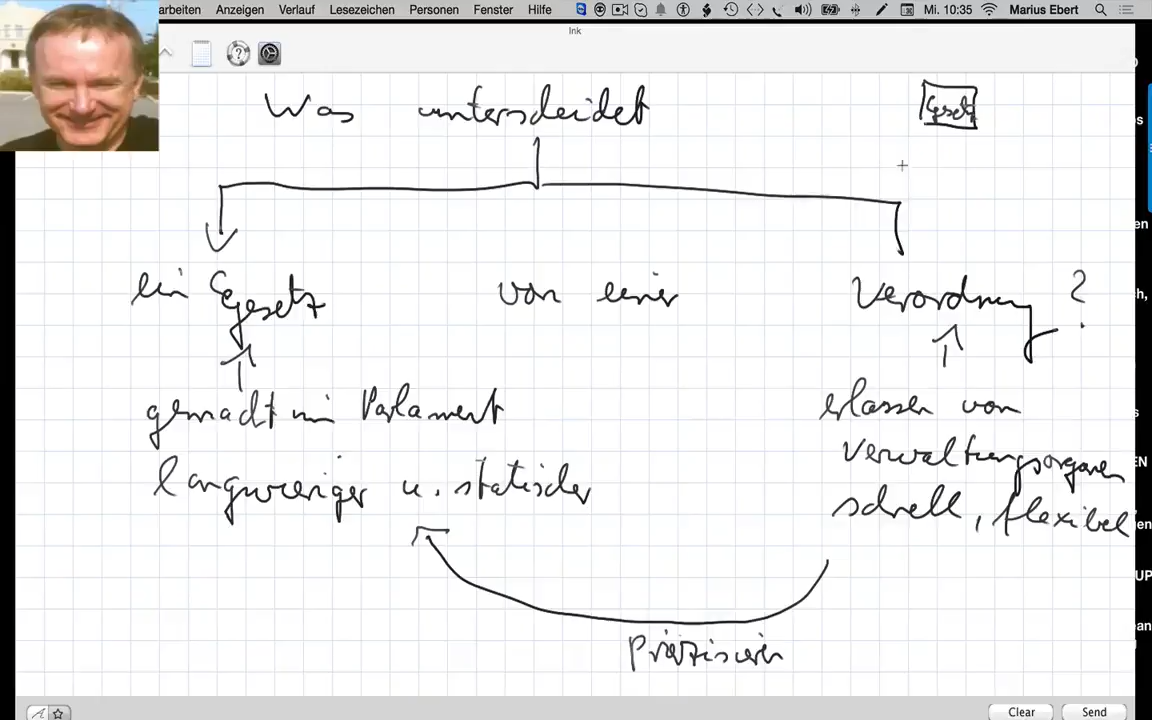 arbeiten Anzeigen Verlauf Lesezeichen Personen Fenster Hilfe Mi. 10:35 Marius Ebert
Ink
Was unterscheidet
Gesetz
ein Gesetz von einer Verordnung ?
gemacht im Parlament
erlassen von
Verwaltungsorganen
langwieriger u. statischer
schnell, flexibel
präzisieren
Clear Send